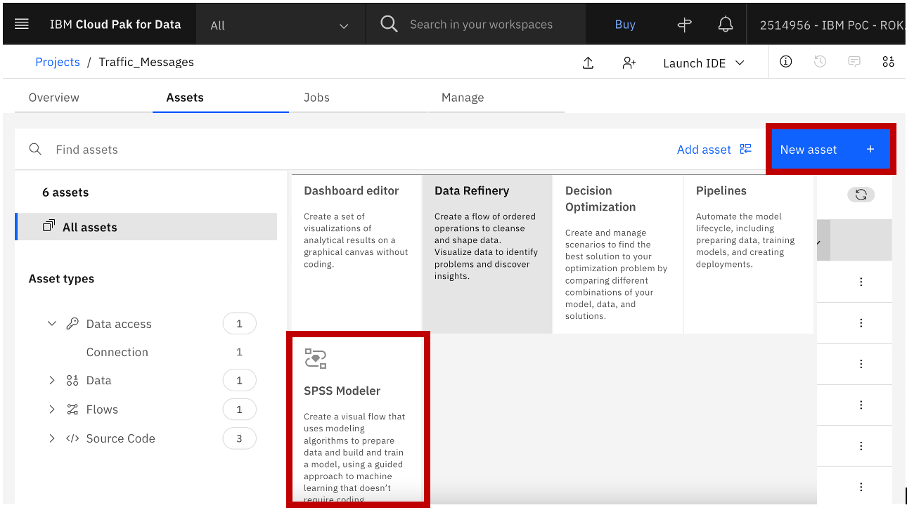 IBM Cloud Pak for Data
All
Search in your workspaces
Buy
2514956 - IBM PoC - ROK
Projects / Traffic_Messages
Launch IDE
Overview
Assets
Jobs
Manage
Find assets
Add asset
New asset +
6 assets
All assets
Asset types
Data access 1
Connection 1
Data 1
Flows 1
Source Code 3
Dashboard editor
Create a set of
visualizations of
analytical results on a
graphical canvas without
coding.
Data Refinery
Create a flow of ordered
operations to cleanse
and shape data.
Visualize data to identify
problems and discover
insights.
Decision
Optimization
Create and manage
scenarios to find the
best solution to your
optimization problem by
comparing different
combinations of your
model, data, and
solutions.
Pipelines
Automate the model
lifecycle, including
preparing data, training
models, and creating
deployments.
SPSS Modeler
Create a visual flow that
uses modeling
algorithms to prepare
data and build and train
a model, using a guided
approach to machine
learning that doesn't
require coding